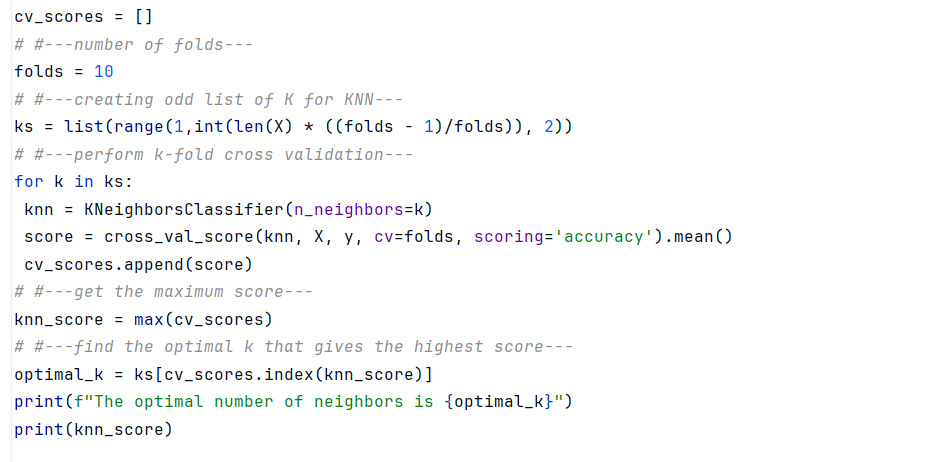 cv_scores = []
# #---number of folds---
folds = 10
# #---creating odd list of K for KNN---
ks = list(range(1,int(len(X) * ((folds - 1)/folds)), 2))
# #---perform k-fold cross validation---
for k in ks:
 knn = KNeighborsClassifier(n_neighbors=k)
 score = cross_val_score(knn, X, y, cv=folds, scoring='accuracy').mean()
 cv_scores.append(score)
# #---get the maximum score---
knn_score = max(cv_scores)
# #---find the optimal k that gives the highest score---
optimal_k = ks[cv_scores.index(knn_score)]
print(f"The optimal number of neighbors is {optimal_k}")
print(knn_score)